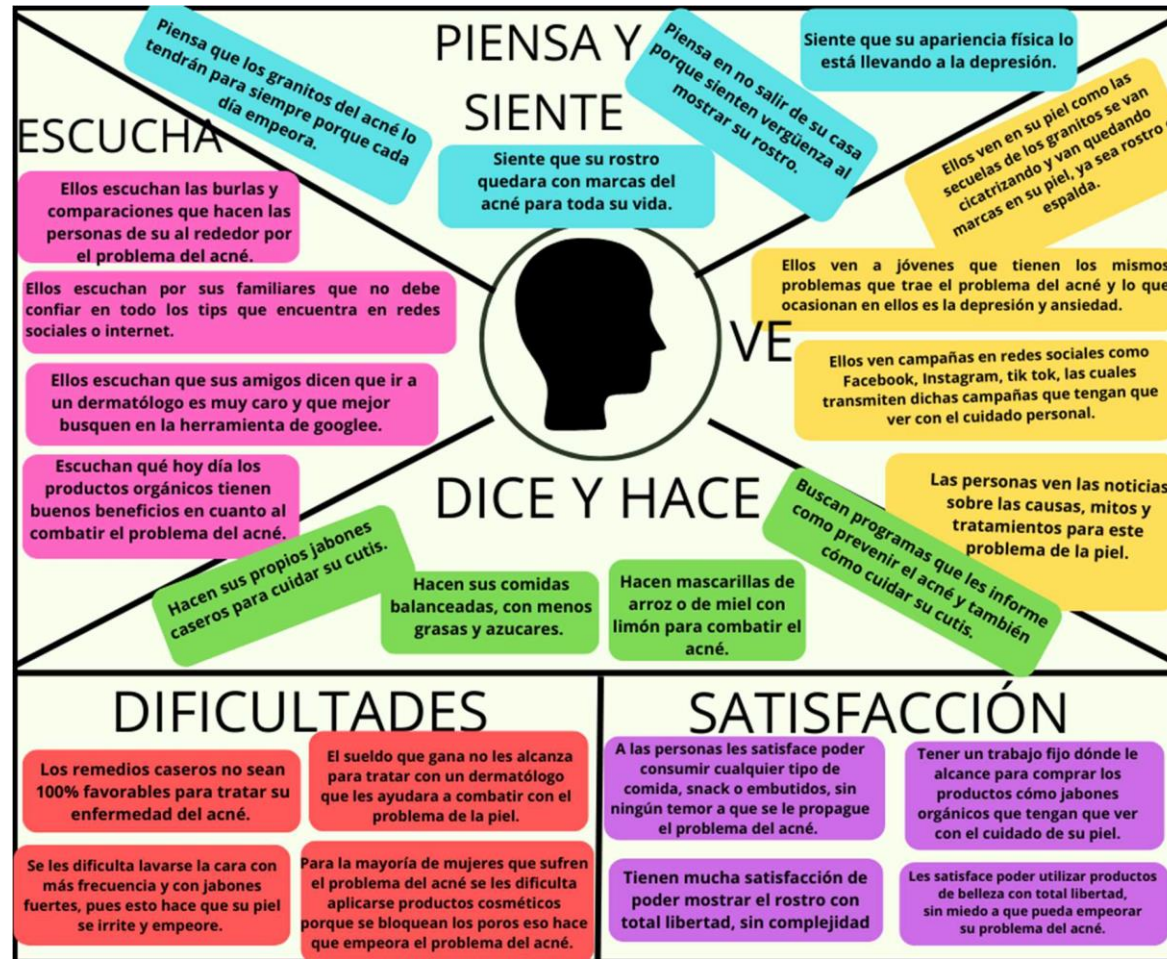 PIENSA Y
SIENTE
Piensa que los granitos del acné lo
tendrán para siempre porque cada
día empeora.
Siente que su rostro
quedara con marcas del
acné para toda su vida.
Piensa en no salir de su casa
porque sienten vergüenza al
mostrar su rostro.
Siente que su apariencia física lo
está llevando a la depresión.
ESCUCHA
Ellos escuchan las burlas y
comparaciones que hacen las
personas de su al rededor por
el problema del acné.
Ellos escuchan por sus familiares que no debe
confiar en todo los tips que encuentra en redes
sociales o internet.
Ellos escuchan que sus amigos dicen que ir a
un dermatólogo es muy caro y que mejor
busquen en la herramienta de googlee.
Escuchan qué hoy día los
productos orgánicos tienen
buenos beneficios en cuanto al
combatir el problema del acné.
VE
Ellos ven en su piel como las
secuelas de los granitos se van
cicatrizando y van quedando
marcas en su piel, ya sea rostro
espalda.
Ellos ven a jóvenes que tienen los mismos
problemas que trae el problema del acné y lo que
ocasionan en ellos es la depresión y ansiedad.
Ellos ven campañas en redes sociales como
Facebook, Instagram, tik tok, las cuales
transmiten dichas campañas que tengan que
ver con el cuidado personal.
Las personas ven las noticias
sobre las causas, mitos y
tratamientos para este
problema de la piel.
DICE Y HACE
Hacen sus propios jabones
caseros para cuidar su cutis.
Hacen sus comidas
balanceadas, con menos
grasas y azucares.
Hacen mascarillas de
arroz o de miel con
limón para combatir el
acné.
Buscan programas que les informe
como prevenir el acné y también
cómo cuidar su cutis.
DIFICULTADES
Los remedios caseros no sean
100% favorables para tratar su
enfermedad del acné.
El sueldo que gana no les alcanza
para tratar con un dermatólogo
que les ayudara a combatir con el
problema de la piel.
Se les dificulta lavarse la cara con
más frecuencia y con jabones
fuertes, pues esto hace que su piel
se irrite y empeore.
Para la mayoría de mujeres que sufren
el problema del acné se les dificulta
aplicarse productos cosméticos
porque se bloquean los poros eso hace
que empeora el problema del acné.
SATISFACCIÓN
A las personas les satisface poder
consumir cualquier tipo de
comida, snack o embutidos, sin
ningún temor a que se le propague
el problema del acné.
Tener un trabajo fijo dónde le
alcance para comprar los
productos cómo jabones
orgánicos que tengan que ver
con el cuidado de su piel.
Tienen mucha satisfacción de
poder mostrar el rostro con
total libertad, sin complejidad
Les satisface poder utilizar productos
de belleza con total libertad,
sin miedo a que pueda empeorar
su problema del acné.